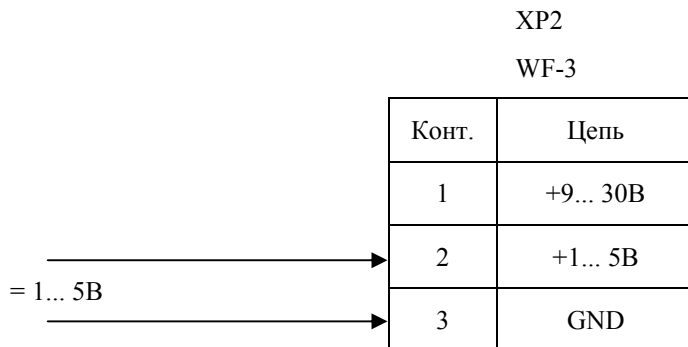 XP2
WF-3
Конт. Цепь
1 +9... 30В
2 +1... 5В
= 1... 5В
3 GND